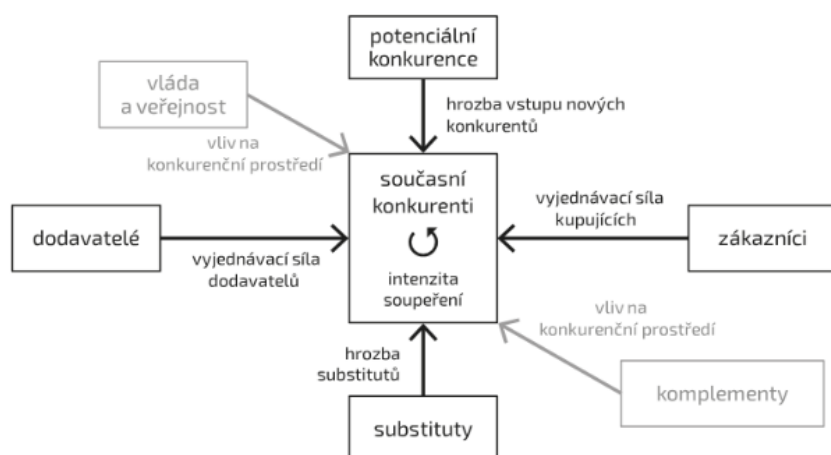 potenciální
konkurence
vláda
a veřejnost
hrozba vstupu nových
konkurentů
vliv na
konkurenční prostředí
současní
konkurenti
intenzita
soupeření
dodavatelé
vyjednávací síla
dodavatelů
vyjednávací síla
kupujících
zákazníci
vliv na
konkurenční prostředí
hrozba
substitutů
komplementy
substituty